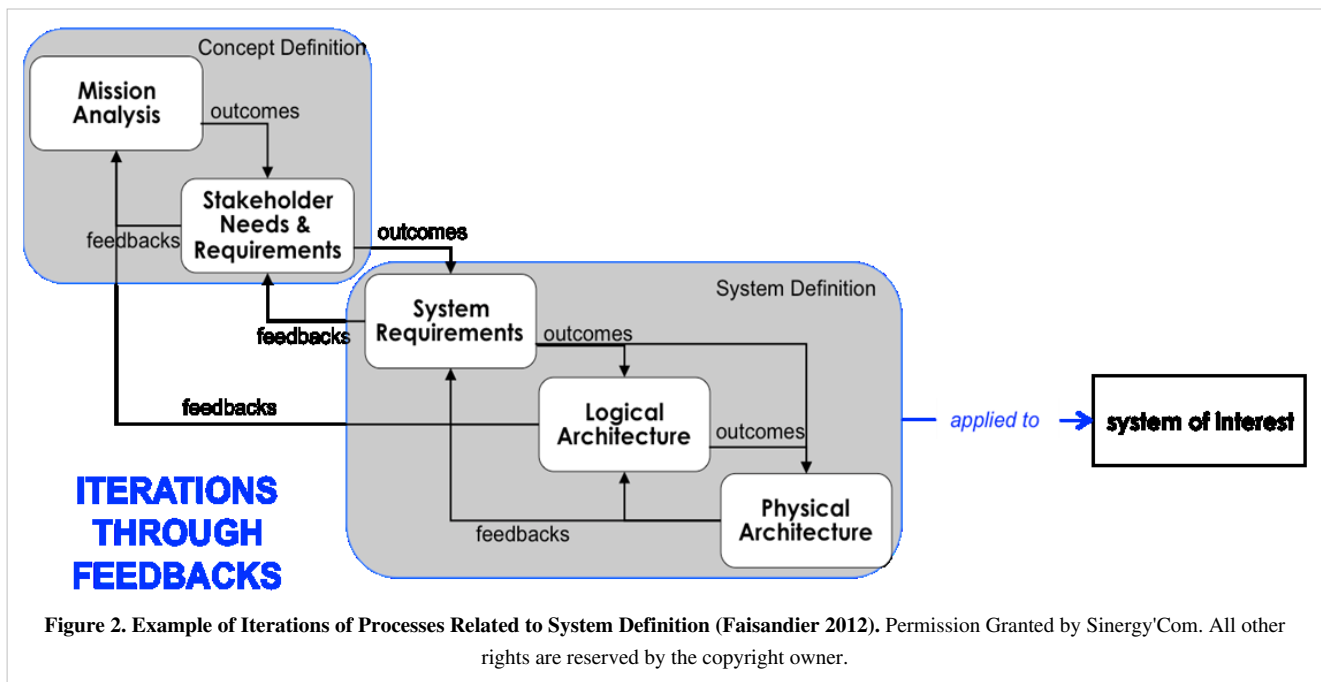 Concept Definition
Mission
Analysis
outcomes
Stakeholder
Needs &
Requirements
feedbacks
outcomes
System Definition
System
Requirements
feedbacks
outcomes
feedbacks
Logical
Architecture
outcomes
applied to
system of interest
ITERATIONS
THROUGH
FEEDBACKS
Physical
Architecture
feedbacks
Figure 2. Example of Iterations of Processes Related to System Definition (Faisandier 2012). Permission Granted by Sinergy'Com. All other
rights are reserved by the copyright owner.